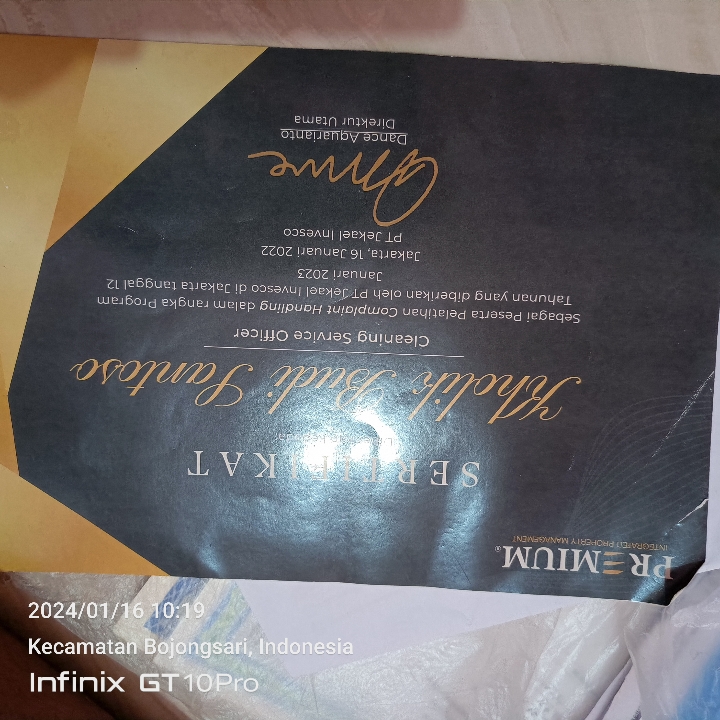 PREMIUM®
INTEGRATED PROPERTY MANAGMENT
SERTIFIKAT
Kholik Budi Santoso
Cleaning Service Officer
Sebagai Peserta Pelatihan Complaint Handling dalam rangka Program
Tahunan yang diberikan oleh PT Jekael Invesco di Jakarta tanggal 12
Januari 2023
Jakarta, 16 Januari 2022
PT Jekael Invesco
Dance Aquarianto
Direktur Utama
2024/01/16 10:19
Kecamatan Bojongsari, Indonesia
Infinix GT10Pro